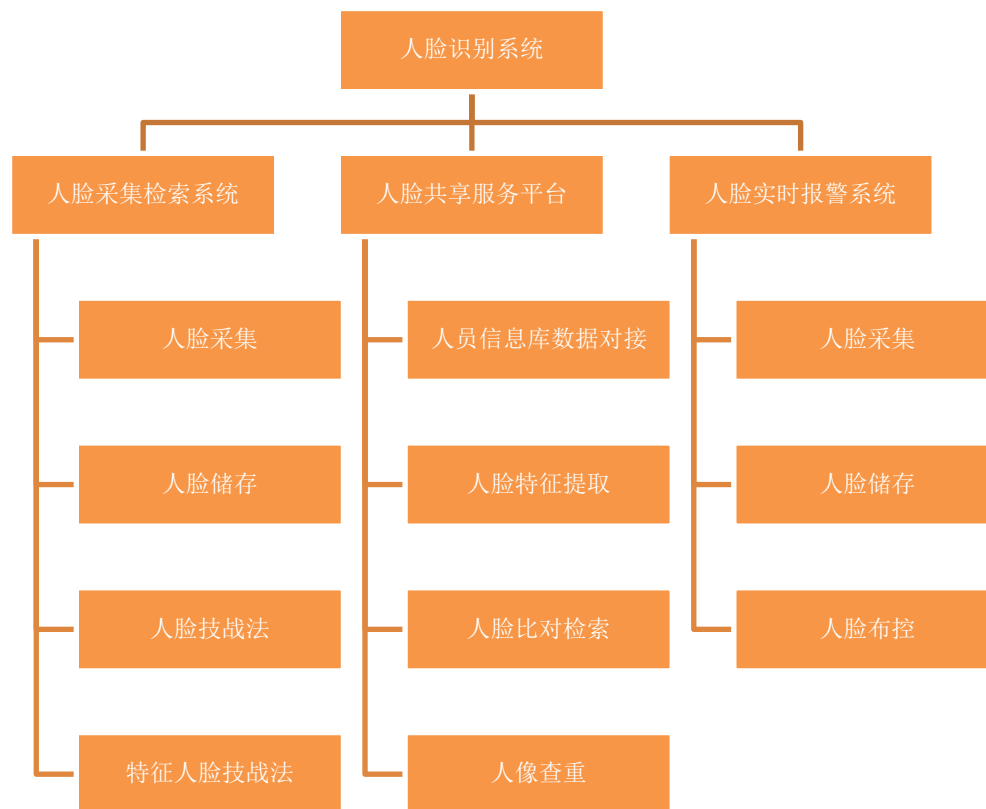 人脸识别系统
人脸采集检索系统
人脸共享服务平台
人脸实时报警系统
人脸采集
人员信息库数据对接
人脸采集
人脸储存
人脸特征提取
人脸储存
人脸技战法
人脸比对检索
人脸布控
特征人脸技战法
人像查重